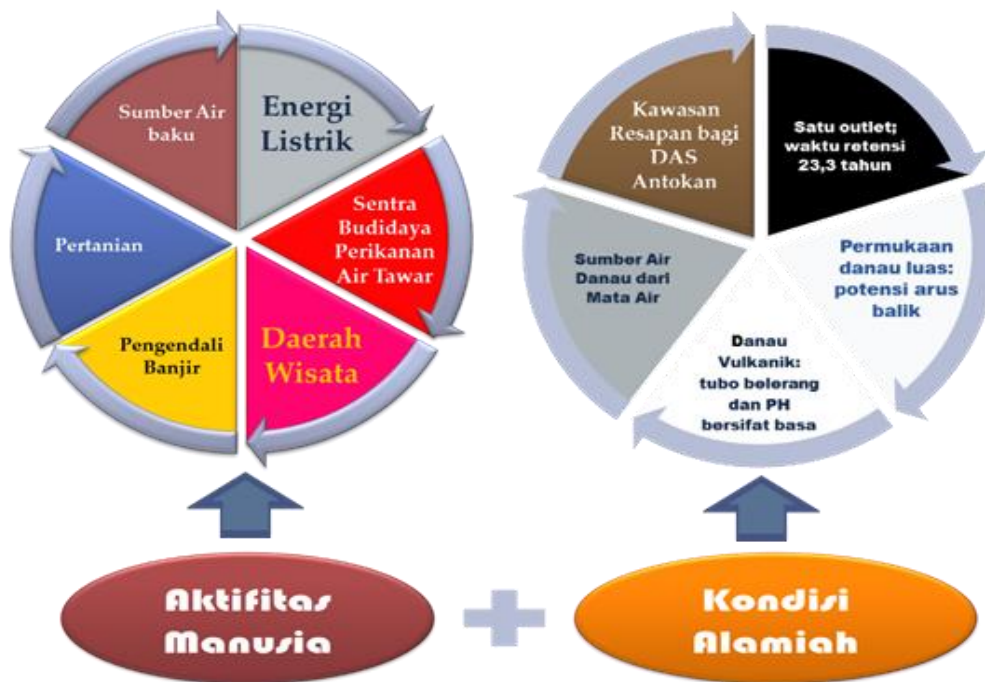 Sumber Air
baku
Energi
Listrik
Sentra
Budidaya
Perikanan
Air Tawar
Daerah
Wisata
Pengendali
Banjir
Pertanian
Kawasan
Resapan bagi
DAS
Antokan
Satu outlet;
waktu retensi
23,3 tahun
Permukaan
danau luas:
potensi arus
balik
Danau
Vulkanik:
tubo belerang
dan PH
bersifat basa
Sumber Air
Danau dari
Mata Air
Aktifitas
Manusia
Kondisi
Alamiah